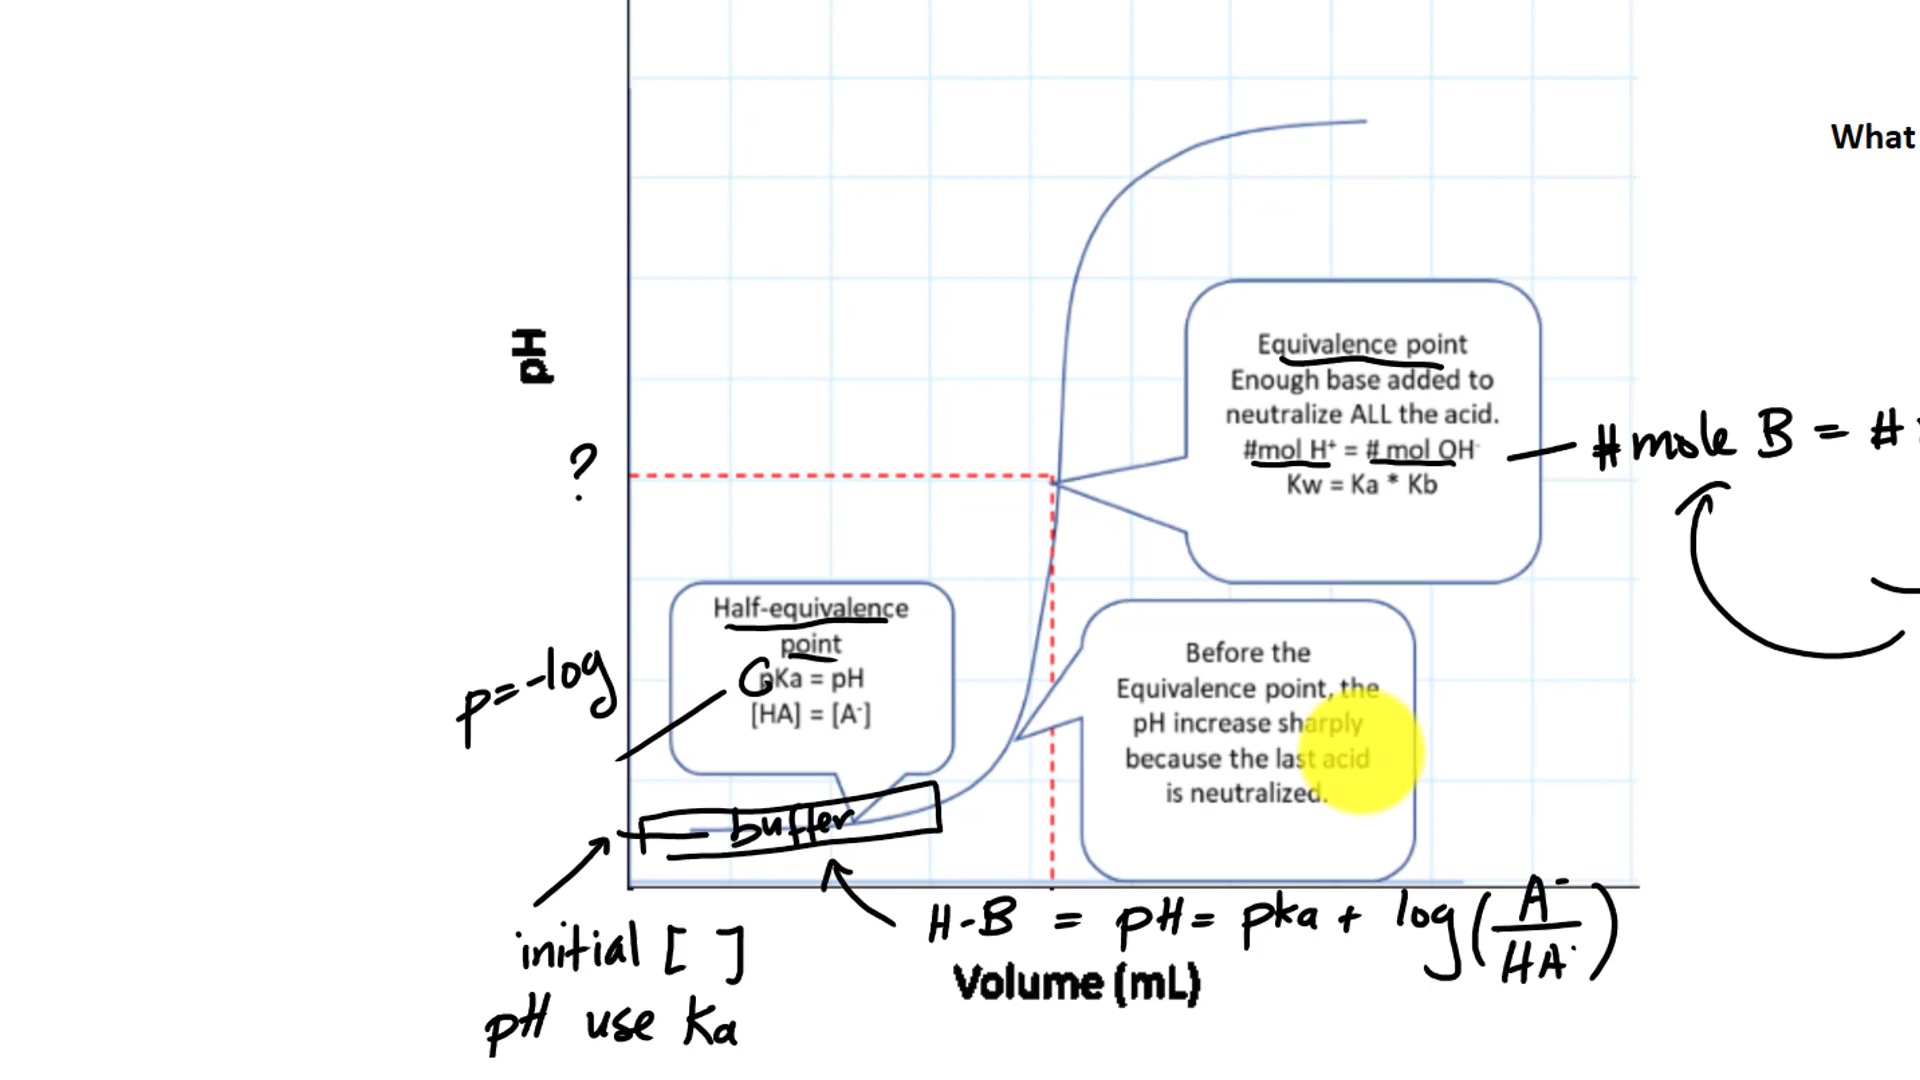 What
pH
Equivalence point
Enough base added to
neutralize ALL the acid.
#mol H⁺ = # mol OH⁻
Kw = Ka * Kb
#mole B = #
?
Half-equivalence
point
pKa = pH
[HA] = [A⁻]
p=-log
Before the
Equivalence point, the
pH increase sharply
because the last acid
is neutralized.
buffer
initial [ ]
pH use Ka
H-B = pH= pka + log(A⁻/HA)
Volume (mL)